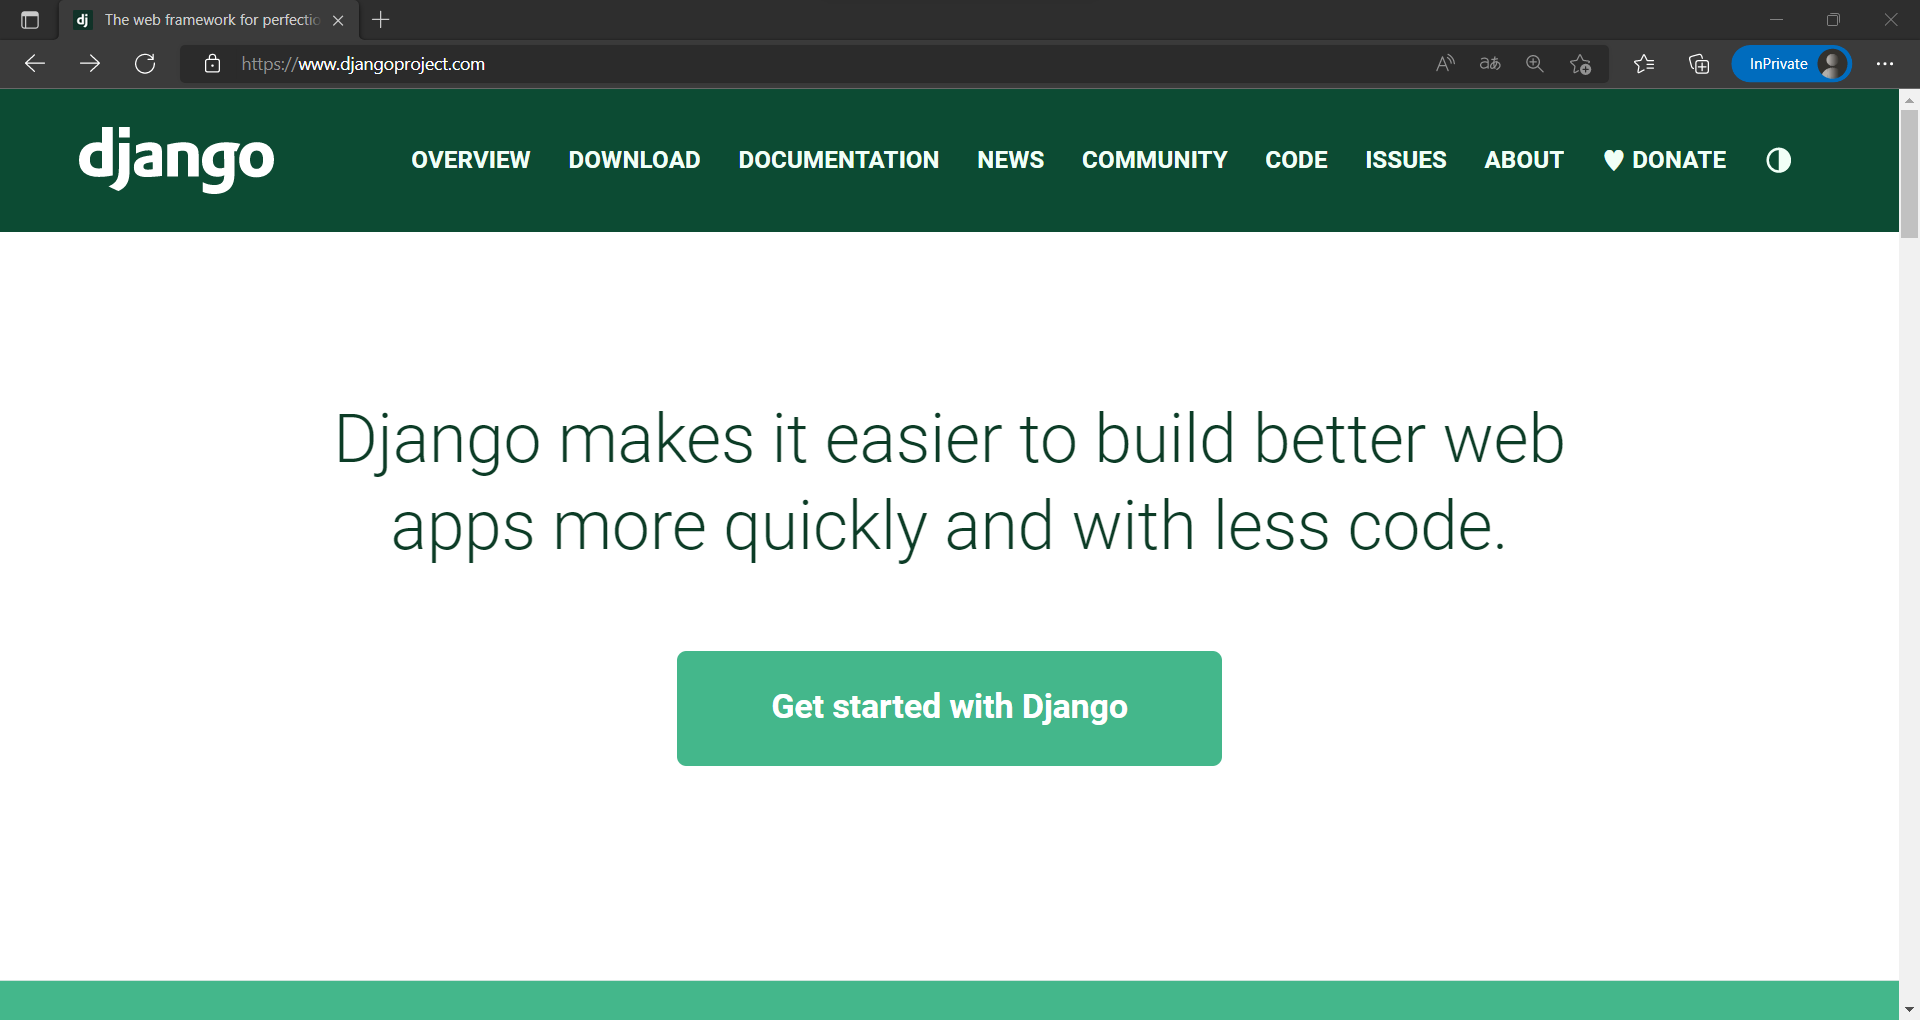 dj The web framework for perfectio
https://www.djangoproject.com
InPrivate
django
OVERVIEW DOWNLOAD DOCUMENTATION NEWS COMMUNITY CODE ISSUES ABOUT DONATE
Django makes it easier to build better web
apps more quickly and with less code.
Get started with Django